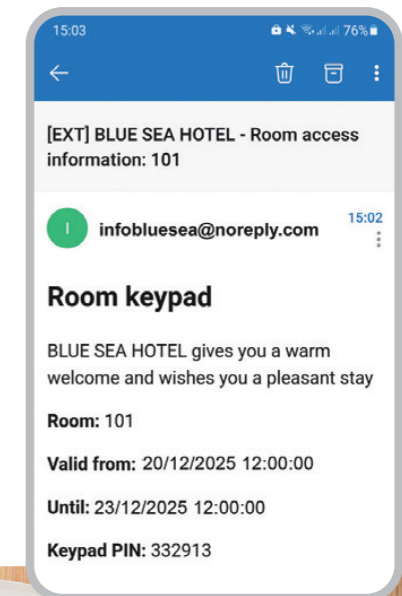 15:03 76%
[EXT] BLUE SEA HOTEL - Room access
information: 101
I infobluesea@noreply.com 15:02
Room keypad
BLUE SEA HOTEL gives you a warm
welcome and wishes you a pleasant stay
Room: 101
Valid from: 20/12/2025 12:00:00
Until: 23/12/2025 12:00:00
Keypad PIN: 332913